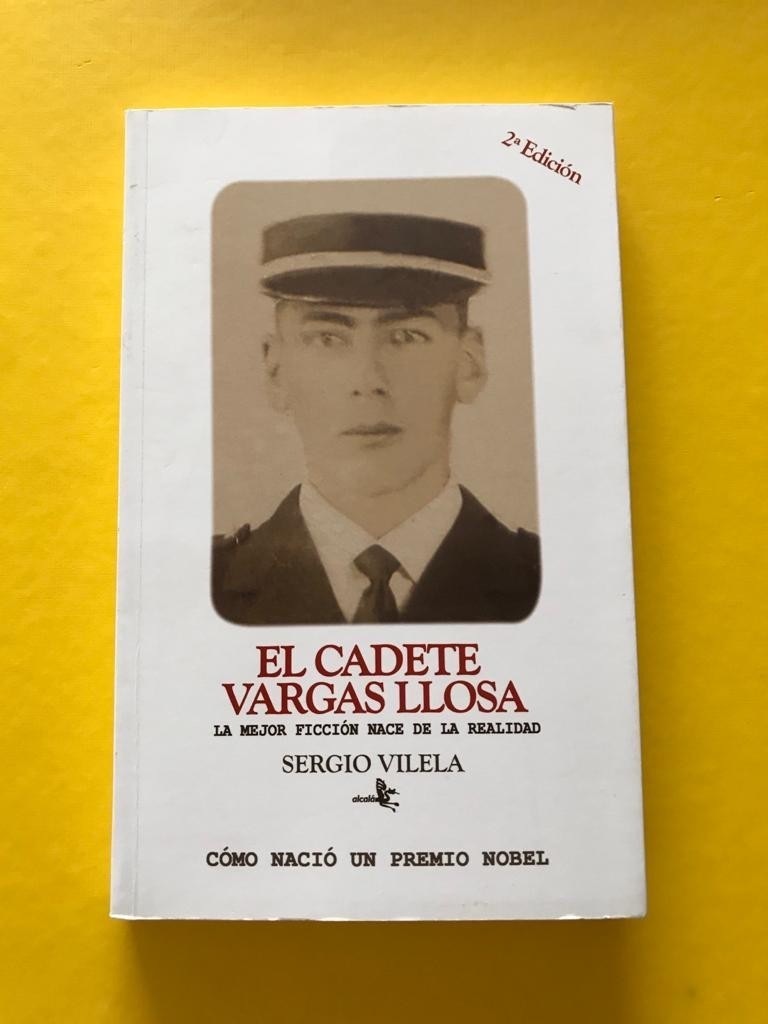 2ª Edición
EL CADETE
VARGAS LLOSA
LA MEJOR FICCIÓN NACE DE LA REALIDAD
SERGIO VILELA
alcalá
CÓMO NACIÓ UN PREMIO NOBEL